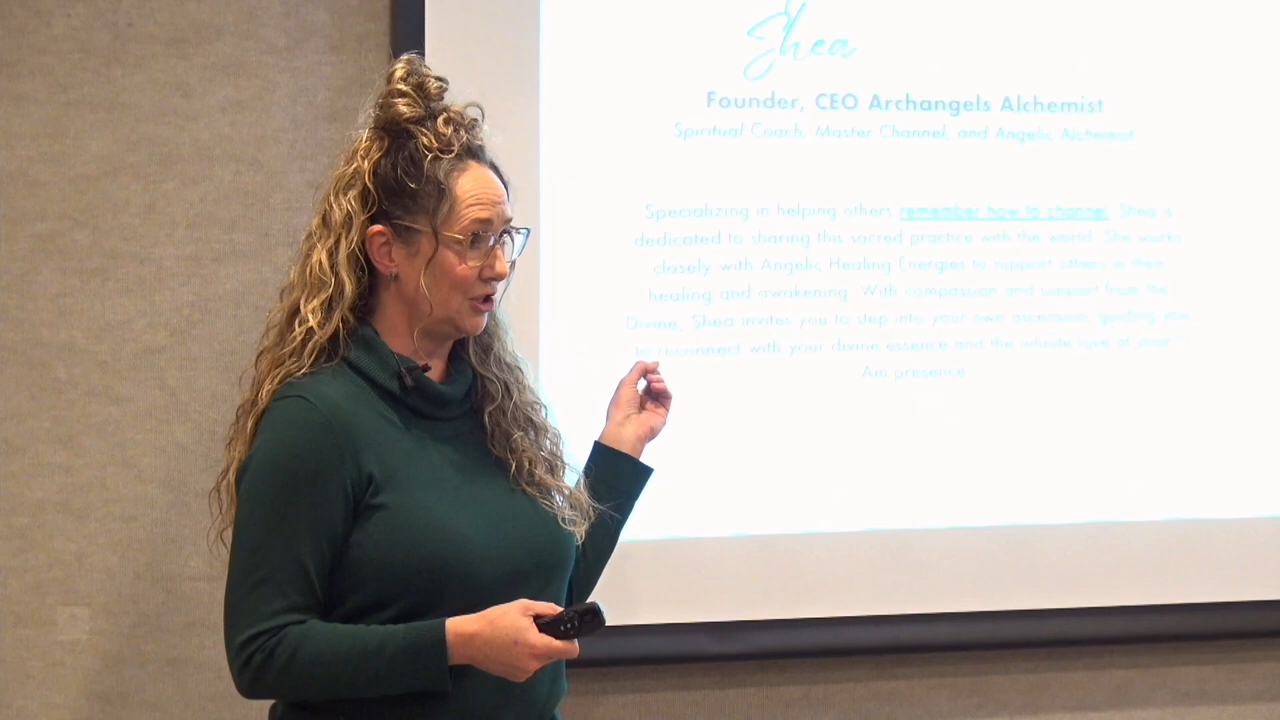 Shea
Founder, CEO Archangels Alchemist
Spiritual Coach, Master Channel, and Angelic Alchemist
Specializing in helping others remember how to channel, Shea is
dedicated to sharing this sacred practice with the world. She works
closely with Angelic Healing Energies to support others in their
healing and awakening. With compassion and support from the
Divine, Shea invites you to step into your own ascension, guiding you
to reconnect with your divine essence and the whole love of your I
Am presence